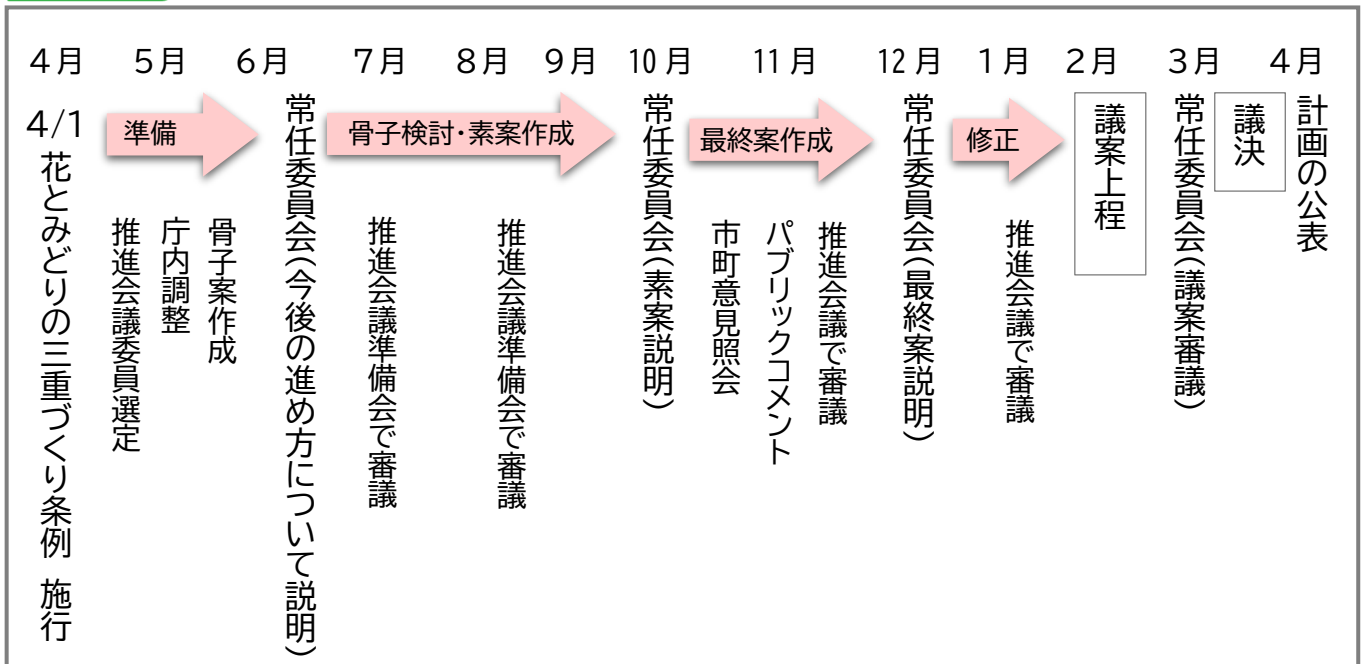 4月 5月 6月 7月 8月 9月 10月 11月 12月 1月 2月 3月 4月
4/1 花とみどりの三重づくり条例 施行
準備
推進会議委員選定
庁内調整
骨子案作成
常任委員会(今後の進め方について説明)
骨子検討・素案作成
推進会議準備会で審議
推進会議準備会で審議
常任委員会(素案説明)
最終案作成
市町意見照会
パブリックコメント
推進会議で審議
常任委員会(最終案説明)
修正
推進会議で審議
議案上程
常任委員会(議案審議)
議決
計画の公表